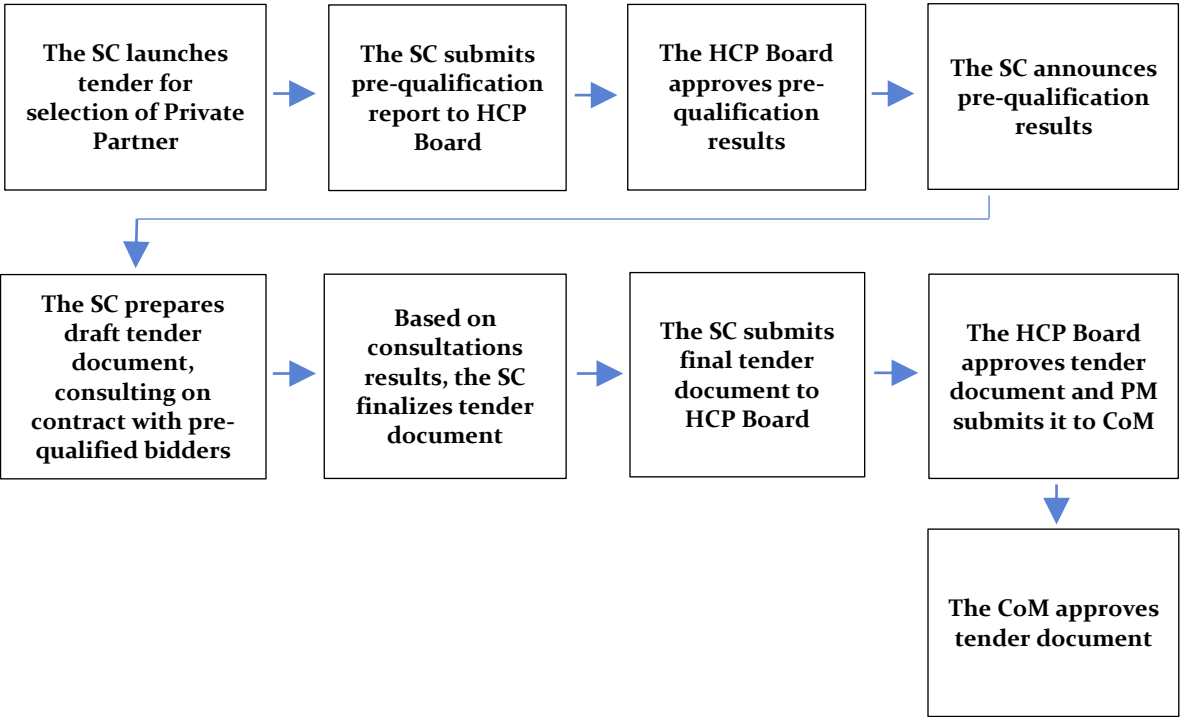 The SC launches
tender for
selection of Private
Partner
The SC submits
pre-qualification
report to HCP
Board
The HCP Board
approves pre-
qualification
results
The SC announces
pre-qualification
results
The SC prepares
draft tender
document,
consulting on
contract with pre-
qualified bidders
Based on
consultations
results, the SC
finalizes tender
document
The SC submits
final tender
document to
HCP Board
The HCP Board
approves tender
document and PM
submits it to CoM
The CoM approves
tender document